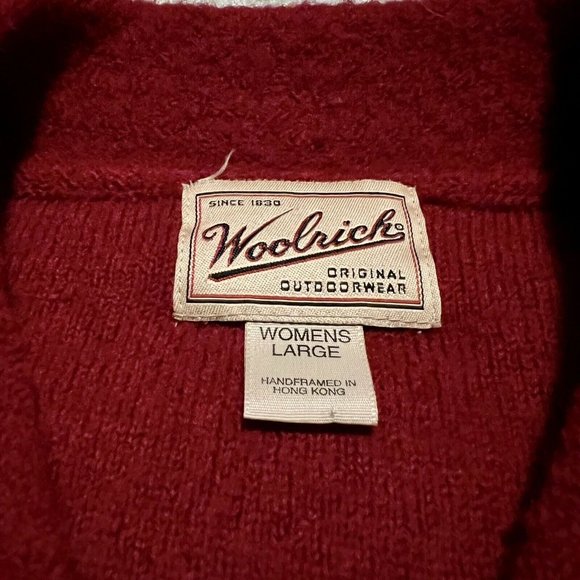 SINCE 1830
Woolrich®
ORIGINAL
OUTDOORWEAR
WOMENS
LARGE
HANDFRAMED IN
HONG KONG